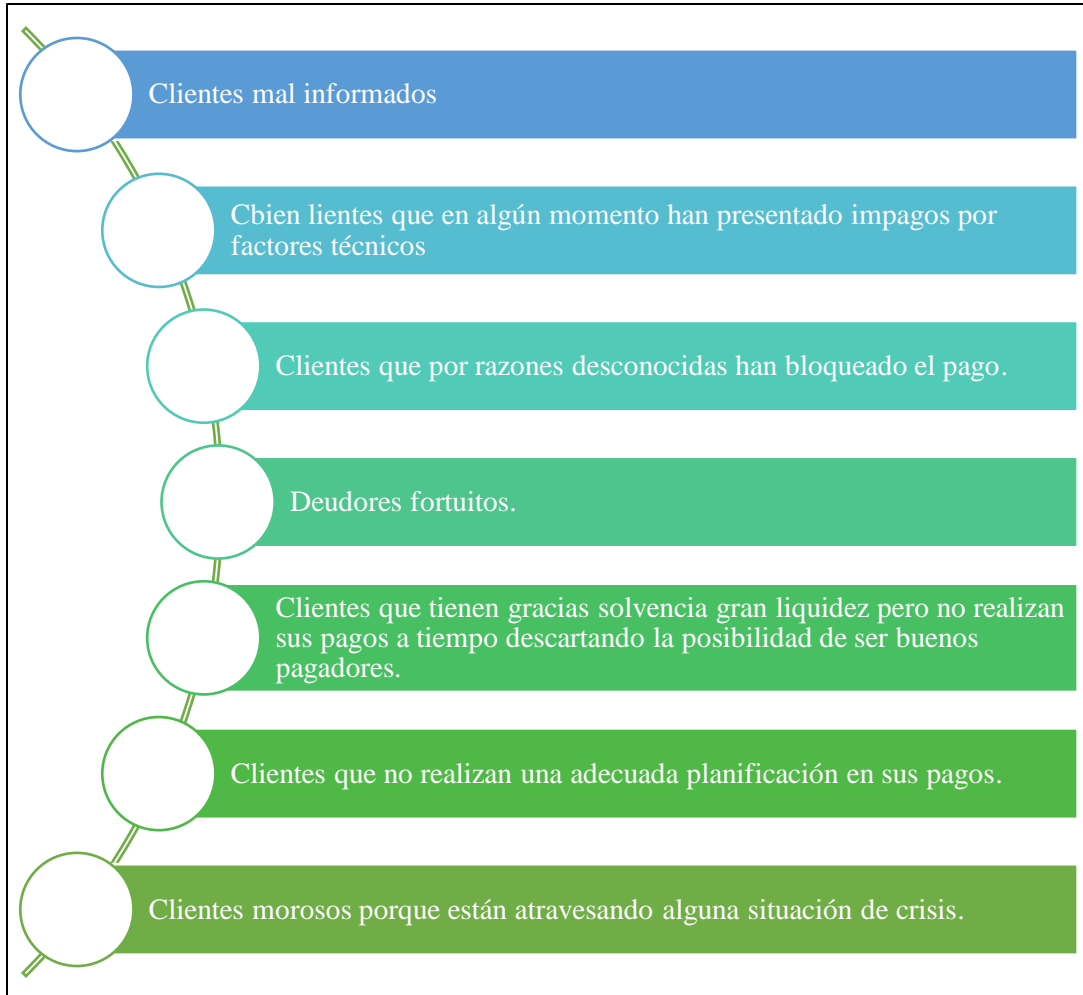 Clientes mal informados
Cbien lientes que en algún momento han presentado impagos por
factores técnicos
Clientes que por razones desconocidas han bloqueado el pago.
Deudores fortuitos.
Clientes que tienen gracias solvencia gran liquidez pero no realizan
sus pagos a tiempo descartando la posibilidad de ser buenos
pagadores.
Clientes que no realizan una adecuada planificación en sus pagos.
Clientes morosos porque están atravesando alguna situación de crisis.